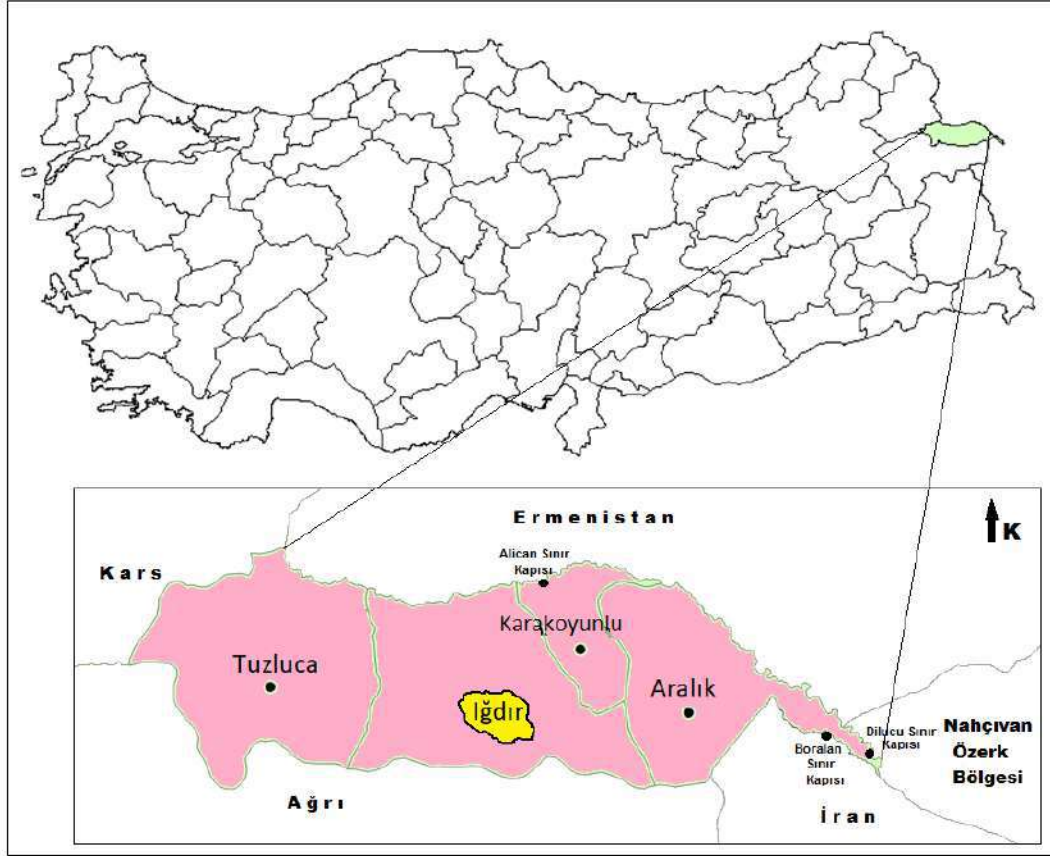 Ermenistan
K
Alican Sınır
Kapısı
Kars
Karakoyunlu
Tuzluca
Aralık
Iğdır
Dilucu Sınır
Kapısı
Boralan
Sınır
Kapısı
Nahçıvan
Özerk
Bölgesi
Ağrı
İran